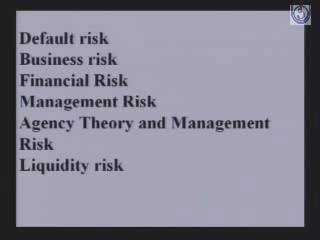 Default risk
Business risk
Financial Risk
Management Risk
Agency Theory and Management
Risk
Liquidity risk